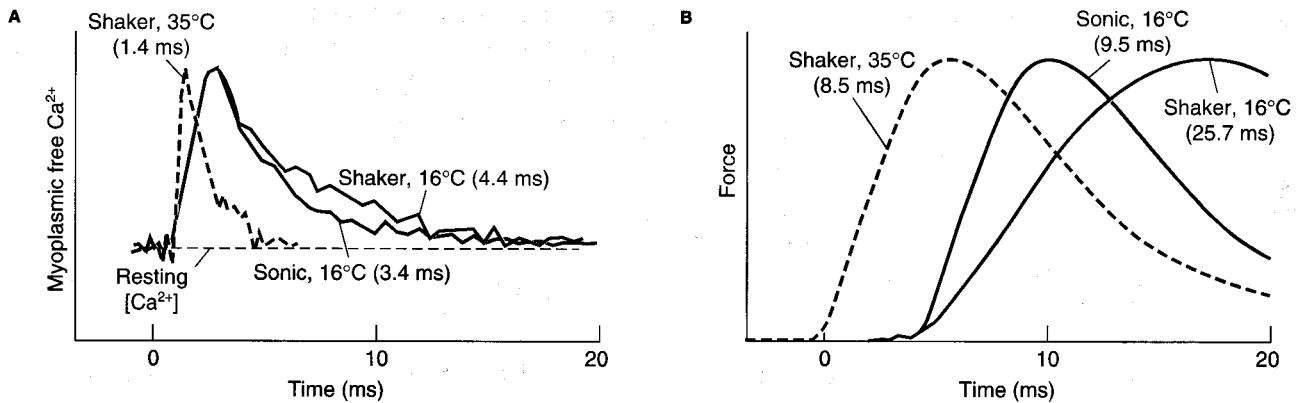 A
Shaker, 35°C
(1.4 ms)
Myoplasmic free Ca²⁺
Shaker, 16°C (4.4 ms)
Resting
[Ca²⁺]
Sonic, 16°C (3.4 ms)
0
10
20
Time (ms)
B
Sonic, 16°C
(9.5 ms)
Shaker, 35°C
(8.5 ms)
Shaker, 16°C
(25.7 ms)
Force
0
10
20
Time (ms)